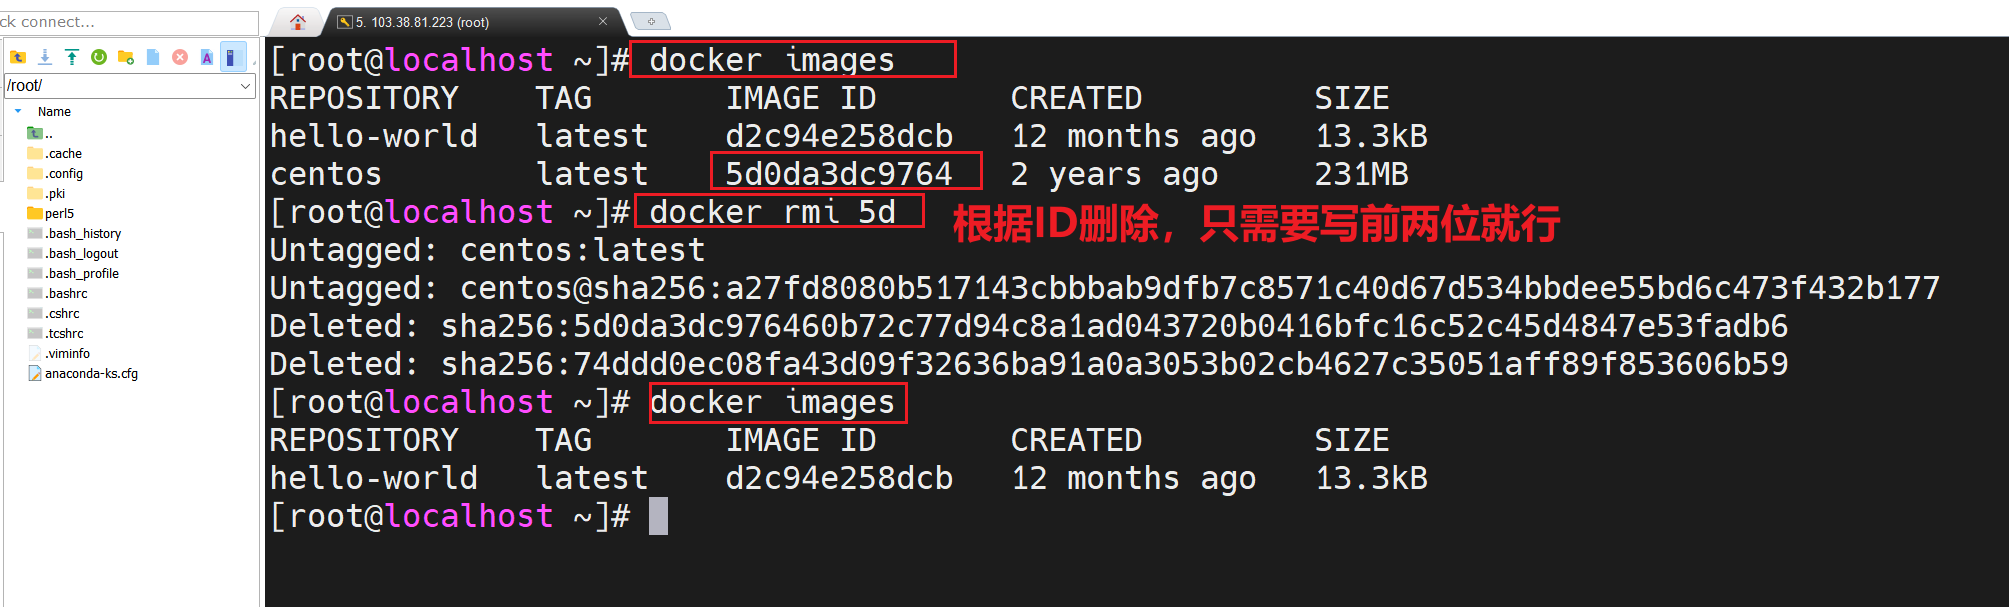 ck connect...
5. 103.38.81.223 (root)
/root/
Name
..
.cache
.config
.pki
perl5
.bash_history
.bash_logout
.bash_profile
.bashrc
.cshrc
.tcshrc
.viminfo
anaconda-ks.cfg
[root@localhost ~]# docker images
REPOSITORY TAG IMAGE ID CREATED SIZE
hello-world latest d2c94e258dcb 12 months ago 13.3kB
centos latest 5d0da3dc9764 2 years ago 231MB
[root@localhost ~]# docker rmi 5d 根据ID删除，只需要写前两位就行
Untagged: centos:latest
Untagged: centos@sha256:a27fd8080b517143cbbbab9dfb7c8571c40d67d534bbdee55bd6c473f432b177
Deleted: sha256:5d0da3dc976460b72c77d94c8a1ad043720b0416bfc16c52c45d4847e53fadb6
Deleted: sha256:74ddd0ec08fa43d09f32636ba91a0a3053b02cb4627c35051aff89f853606b59
[root@localhost ~]# docker images
REPOSITORY TAG IMAGE ID CREATED SIZE
hello-world latest d2c94e258dcb 12 months ago 13.3kB
[root@localhost ~]#